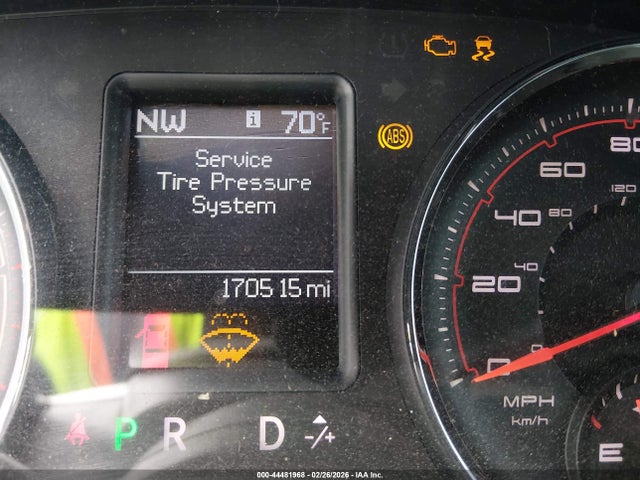 NW i 70°F
Service
Tire Pressure
System
170515 mi
ABS
80
60
120
40 80
20 40
0
MPH
km/h
P R D -/+
E
000-44481968 - 02/26/2026 - IAA Inc.